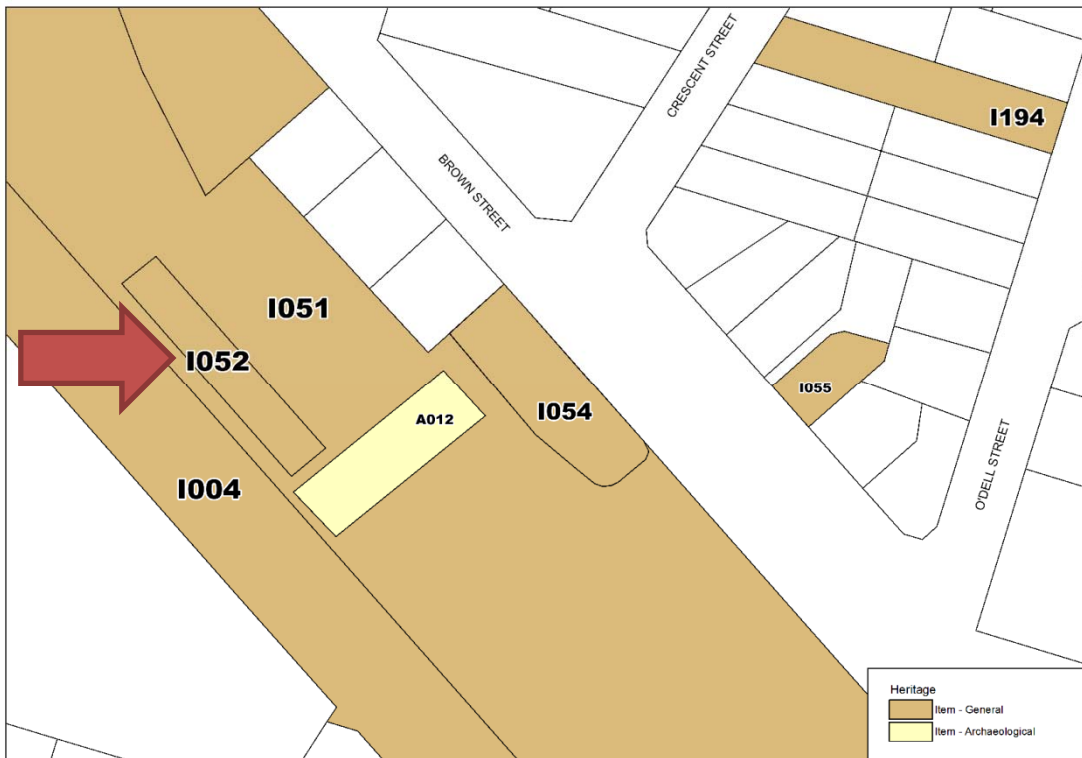 CRESCENT STREET
I194
BROWN STREET
I051
I052
I055
I054
A012
I004
O'DELL STREET
Heritage
Item - General
Item - Archaeological